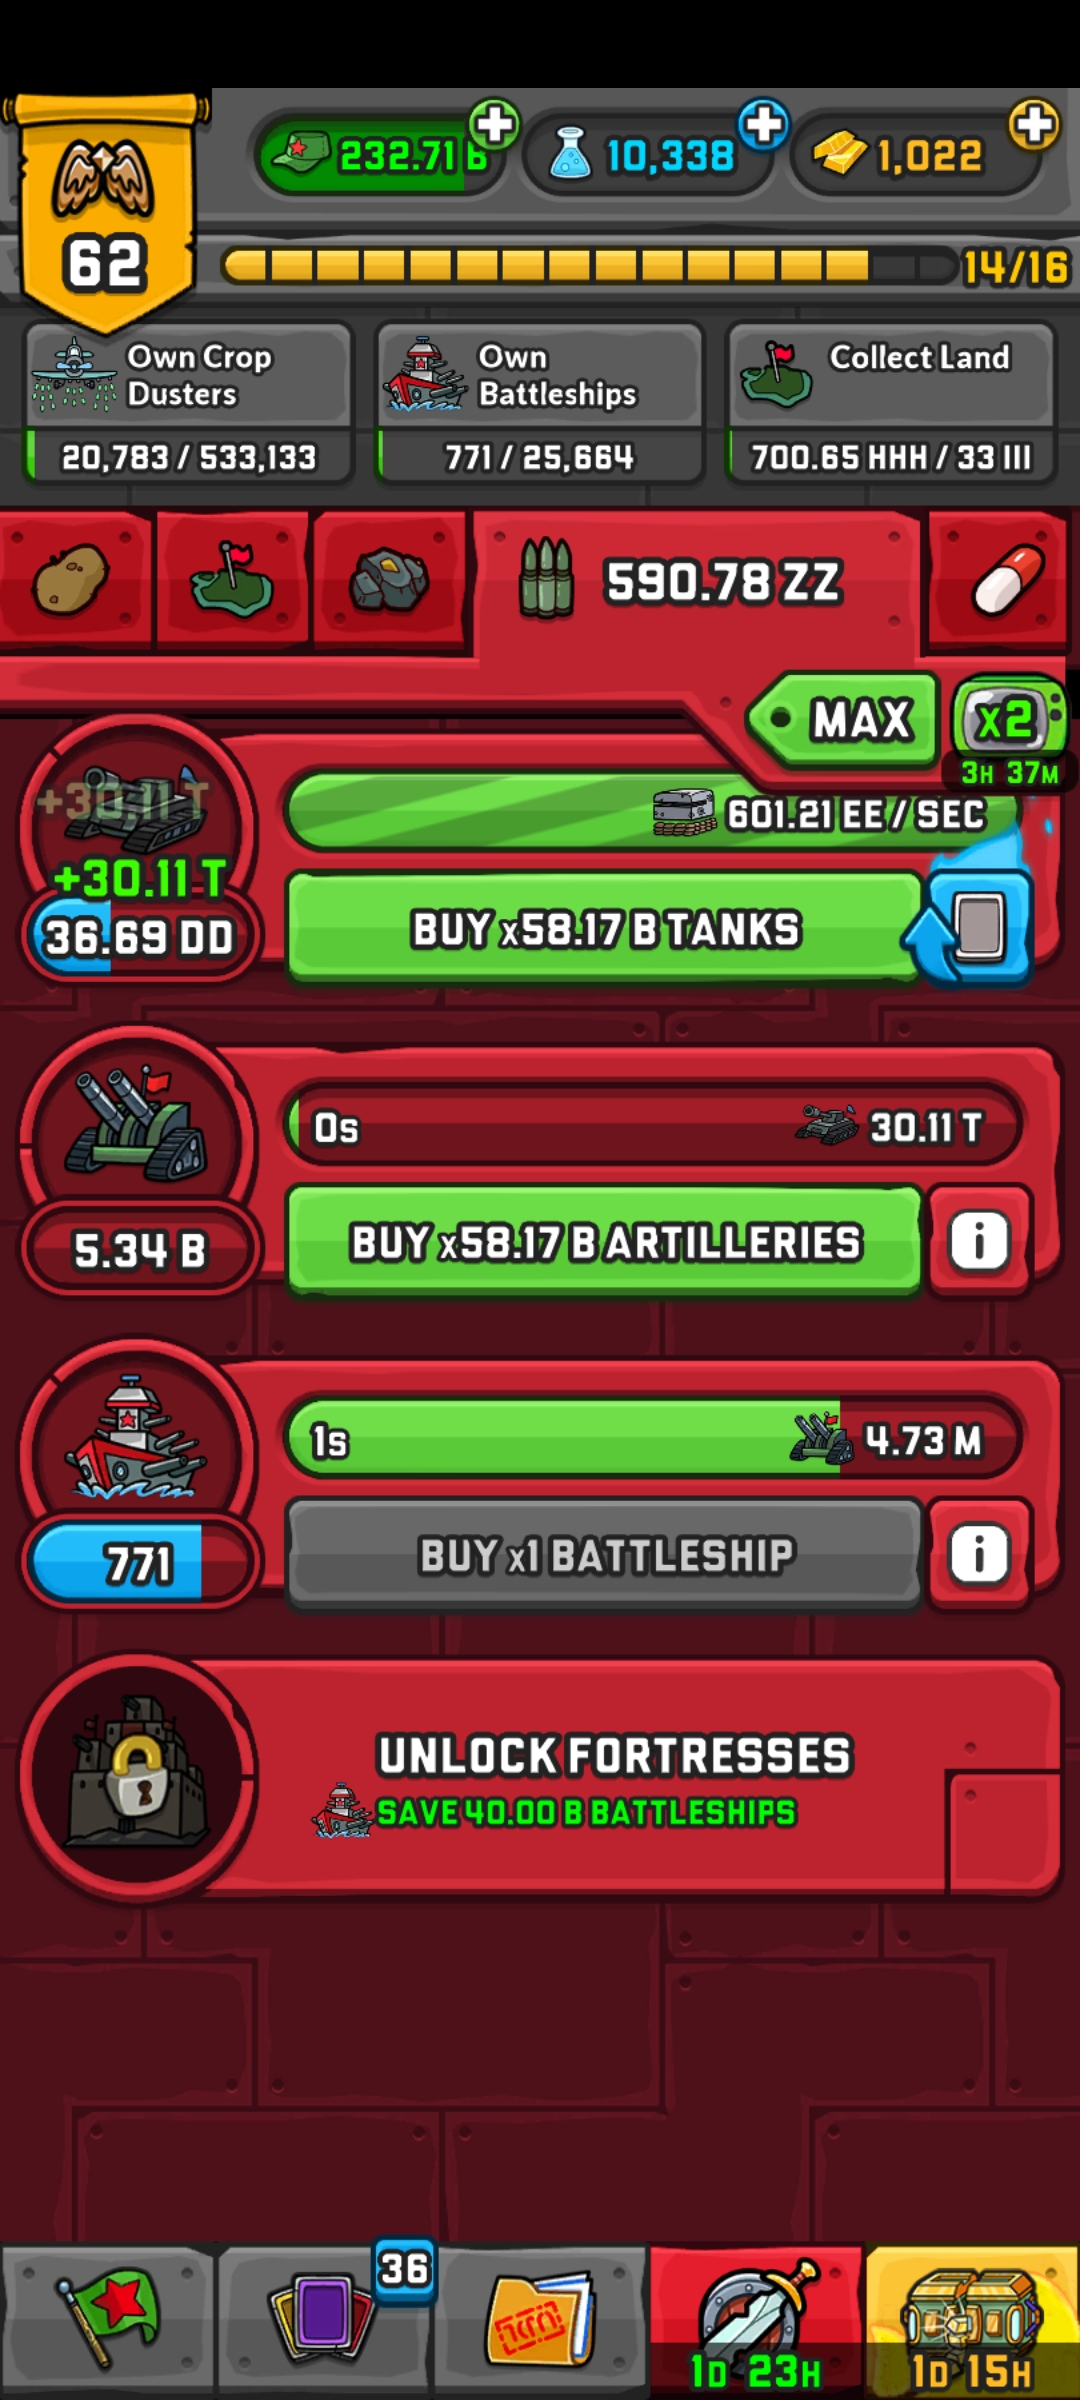 232.71 B
10,338
1,022
62
14/16
Own Crop
Dusters
20,783 / 533,133
Own
Battleships
771 / 25,664
Collect Land
700.65 HHH / 33 III
590.78 ZZ
MAX
x2
3H 37M
+30.11 T
601.21 EE / SEC
+30.11 T
36.69 DD
BUY x58.17 B TANKS
0s
30.11 T
5.34 B
BUY x58.17 B ARTILLERIES
i
1s
4.73 M
771
BUY x1 BATTLESHIP
i
UNLOCK FORTRESSES
SAVE 40.00 B BATTLESHIPS
36
1D 23H
1D 15H